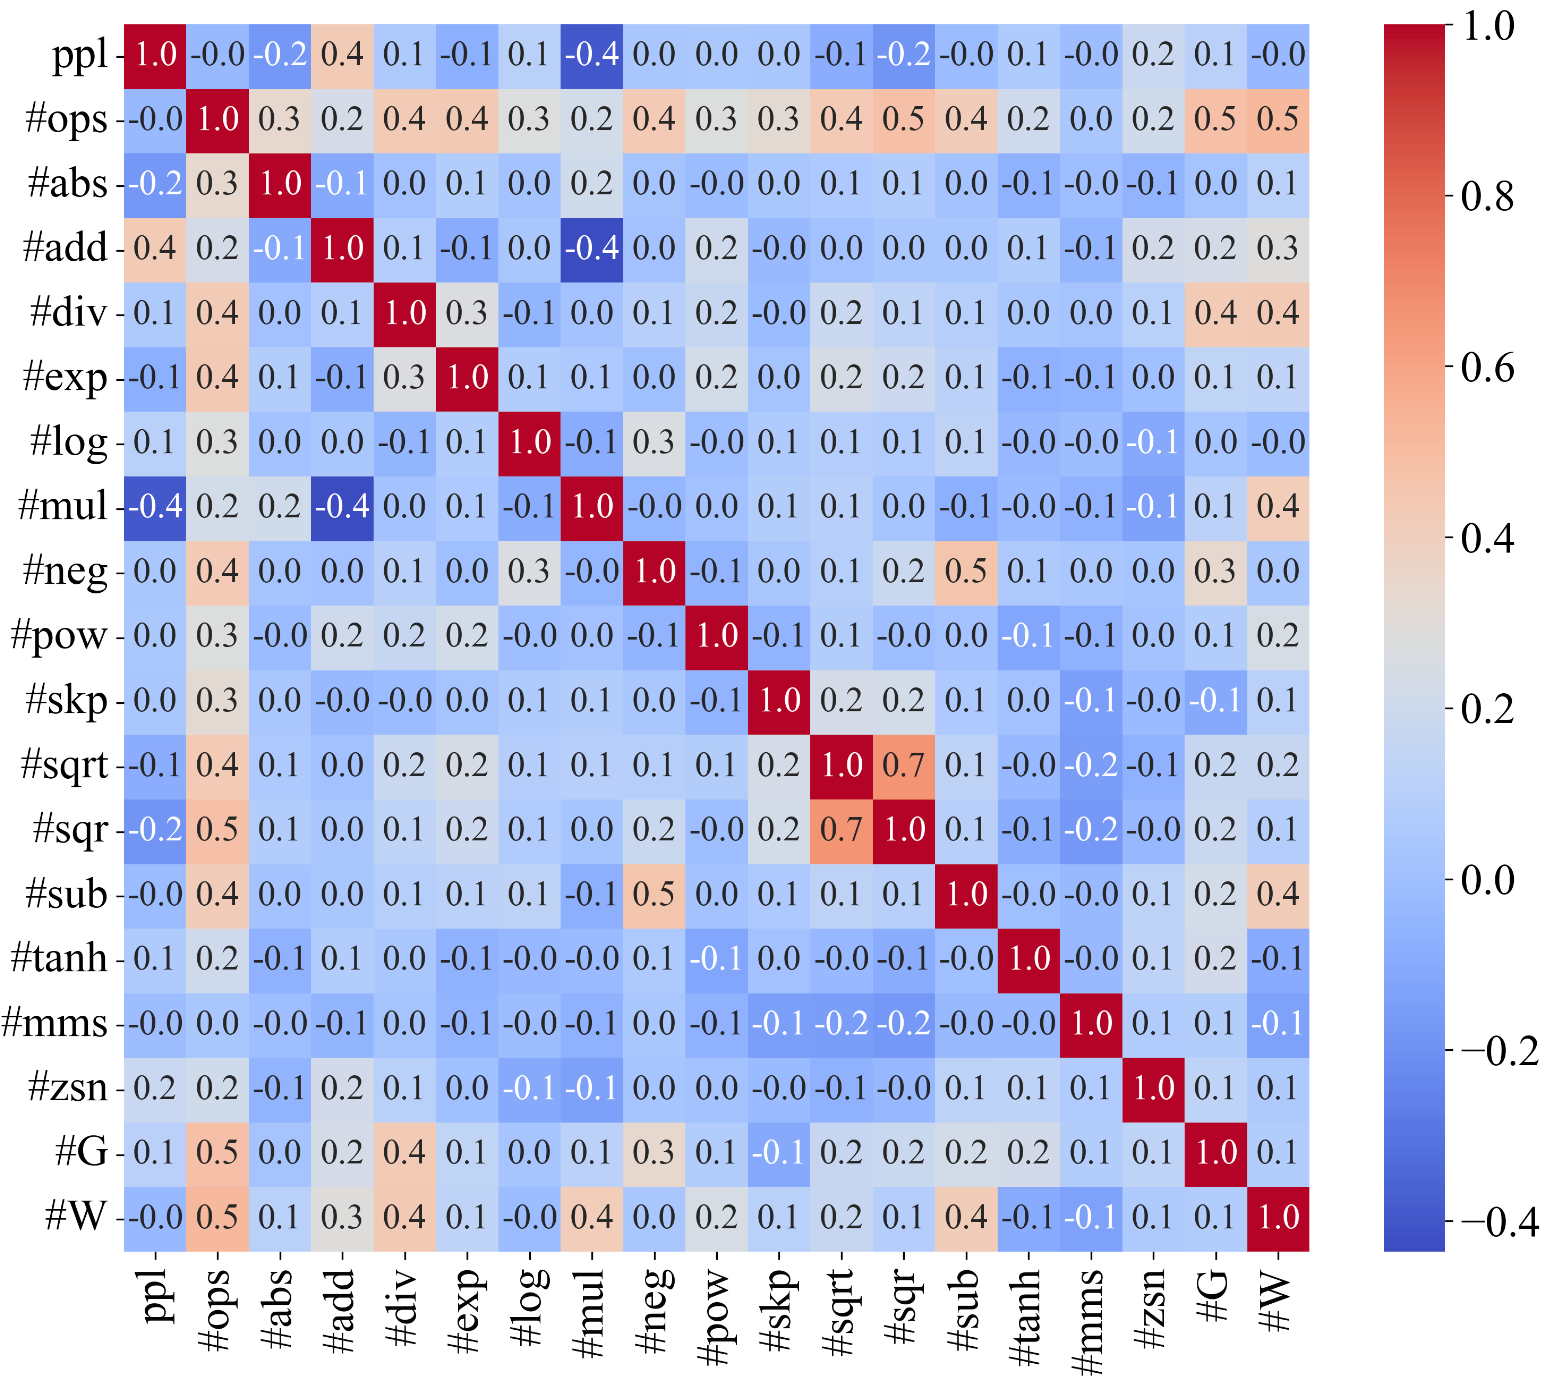 ppl 1.0 -0.0 -0.2 0.4 0.1 -0.1 0.1 -0.4 0.0 0.0 0.0 -0.1 -0.2 -0.0 0.1 -0.0 0.2 0.1 -0.0
#ops -0.0 1.0 0.3 0.2 0.4 0.4 0.3 0.2 0.4 0.3 0.3 0.4 0.5 0.4 0.2 0.0 0.2 0.5 0.5
#abs -0.2 0.3 1.0 -0.1 0.0 0.1 0.0 0.2 0.0 -0.0 0.0 0.1 0.1 0.0 -0.1 -0.0 -0.1 0.0 0.1
#add 0.4 0.2 -0.1 1.0 0.1 -0.1 0.0 -0.4 0.0 0.2 -0.0 0.0 0.0 0.0 0.1 -0.1 0.2 0.2 0.3
#div 0.1 0.4 0.0 0.1 1.0 0.3 -0.1 0.0 0.1 0.2 -0.0 0.2 0.1 0.1 0.0 0.0 0.1 0.4 0.4
#exp -0.1 0.4 0.1 -0.1 0.3 1.0 0.1 0.1 0.0 0.2 0.0 0.2 0.2 0.1 -0.1 -0.1 0.0 0.1 0.1
#log 0.1 0.3 0.0 0.0 -0.1 0.1 1.0 -0.1 0.3 -0.0 0.1 0.1 0.1 0.1 -0.0 -0.0 -0.1 0.0 -0.0
#mul -0.4 0.2 0.2 -0.4 0.0 0.1 -0.1 1.0 -0.0 0.0 0.1 0.1 0.0 -0.1 -0.0 -0.1 -0.1 0.1 0.4
#neg 0.0 0.4 0.0 0.0 0.1 0.0 0.3 -0.0 1.0 -0.1 0.0 0.1 0.2 0.5 0.1 0.0 0.0 0.3 0.0
#pow 0.0 0.3 -0.0 0.2 0.2 0.2 -0.0 0.0 -0.1 1.0 -0.1 0.1 -0.0 0.0 -0.1 -0.1 0.0 0.1 0.2
#skp 0.0 0.3 0.0 -0.0 -0.0 0.0 0.1 0.1 0.0 -0.1 1.0 0.2 0.2 0.1 0.0 -0.1 -0.0 -0.1 0.1
#sqrt -0.1 0.4 0.1 0.0 0.2 0.2 0.1 0.1 0.1 0.1 0.2 1.0 0.7 0.1 -0.0 -0.2 -0.1 0.2 0.2
#sqr -0.2 0.5 0.1 0.0 0.1 0.2 0.1 0.0 0.2 -0.0 0.2 0.7 1.0 0.1 -0.1 -0.2 -0.0 0.2 0.1
#sub -0.0 0.4 0.0 0.0 0.1 0.1 0.1 -0.1 0.5 0.0 0.1 0.1 0.1 1.0 -0.0 -0.0 0.1 0.2 0.4
#tanh 0.1 0.2 -0.1 0.1 0.0 -0.1 -0.0 -0.0 0.1 -0.1 0.0 -0.0 -0.1 -0.0 1.0 -0.0 0.1 0.2 -0.1
#mms -0.0 0.0 -0.0 -0.1 0.0 -0.1 -0.0 -0.1 0.0 -0.1 -0.1 -0.2 -0.2 -0.0 -0.0 1.0 0.1 0.1 -0.1
#zsn 0.2 0.2 -0.1 0.2 0.1 0.0 -0.1 -0.1 0.0 0.0 -0.0 -0.1 -0.0 0.1 0.1 0.1 1.0 0.1 0.1
#G 0.1 0.5 0.0 0.2 0.4 0.1 0.0 0.1 0.3 0.1 -0.1 0.2 0.2 0.2 0.2 0.1 0.1 1.0 0.1
#W -0.0 0.5 0.1 0.3 0.4 0.1 -0.0 0.4 0.0 0.2 0.1 0.2 0.1 0.4 -0.1 -0.1 0.1 0.1 1.0
ppl #ops #abs #add #div #exp #log #mul #neg #pow #skp #sqrt #sqr #sub #tanh #mms #zsn #G #W
1.0
0.8
0.6
0.4
0.2
0.0
−0.2
−0.4